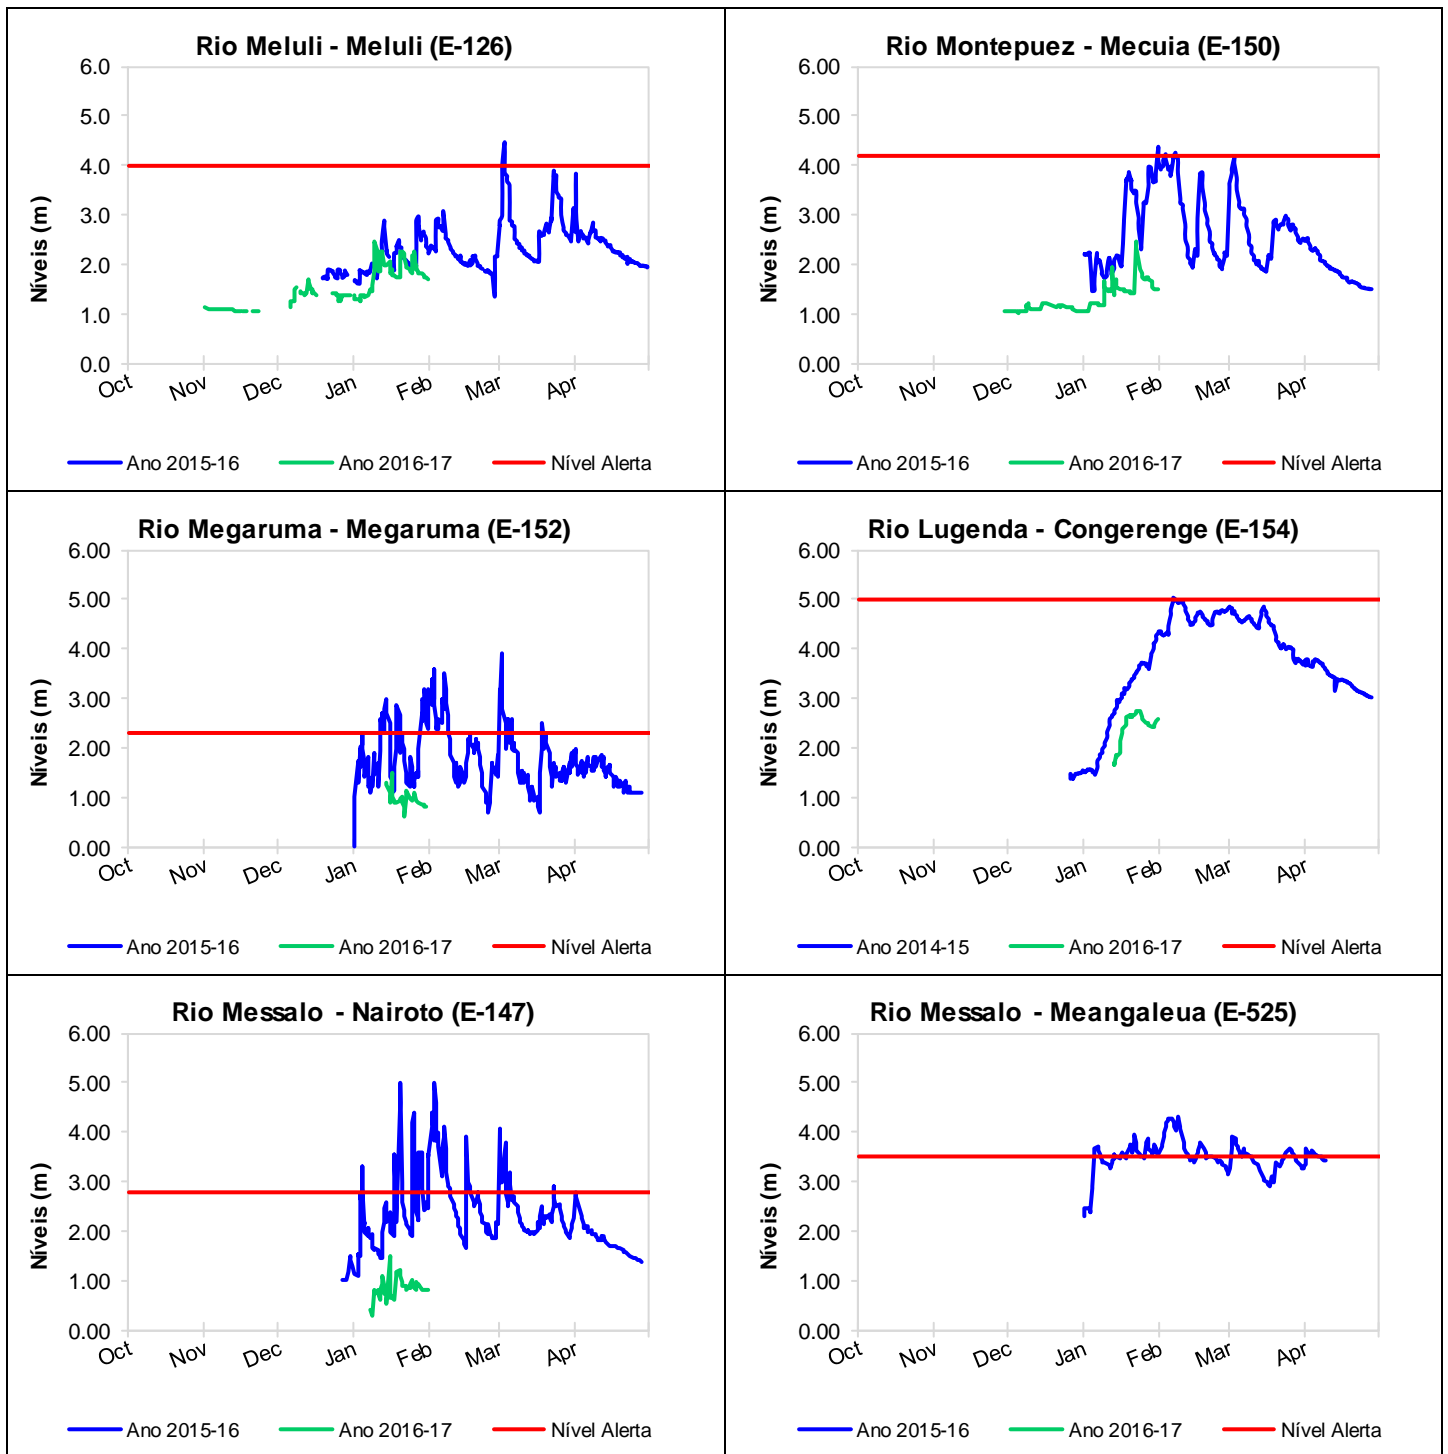 Rio Meluli - Meluli (E-126)
6.0
5.0
4.0
3.0
2.0
1.0
0.0
Níveis (m)
Oct Nov Dec Jan Feb Mar Apr
Ano 2015-16 Ano 2016-17 Nível Alerta
Rio Montepuez - Mecuia (E-150)
6.00
5.00
4.00
3.00
2.00
1.00
0.00
Níveis (m)
Oct Nov Dec Jan Feb Mar Apr
Ano 2015-16 Ano 2016-17 Nível Alerta
Rio Megaruma - Megaruma (E-152)
6.00
5.00
4.00
3.00
2.00
1.00
0.00
Níveis (m)
Oct Nov Dec Jan Feb Mar Apr
Ano 2015-16 Ano 2016-17 Nível Alerta
Rio Lugenda - Congerenge (E-154)
6.00
5.00
4.00
3.00
2.00
1.00
0.00
Níveis (m)
Oct Nov Dec Jan Feb Mar Apr
Ano 2014-15 Ano 2016-17 Nível Alerta
Rio Messalo - Nairoto (E-147)
6.00
5.00
4.00
3.00
2.00
1.00
0.00
Níveis (m)
Oct Nov Dec Jan Feb Mar Apr
Ano 2015-16 Ano 2016-17 Nível Alerta
Rio Messalo - Meangaleua (E-525)
6.00
5.00
4.00
3.00
2.00
1.00
0.00
Níveis (m)
Oct Nov Dec Jan Feb Mar Apr
Ano 2015-16 Ano 2016-17 Nível Alerta